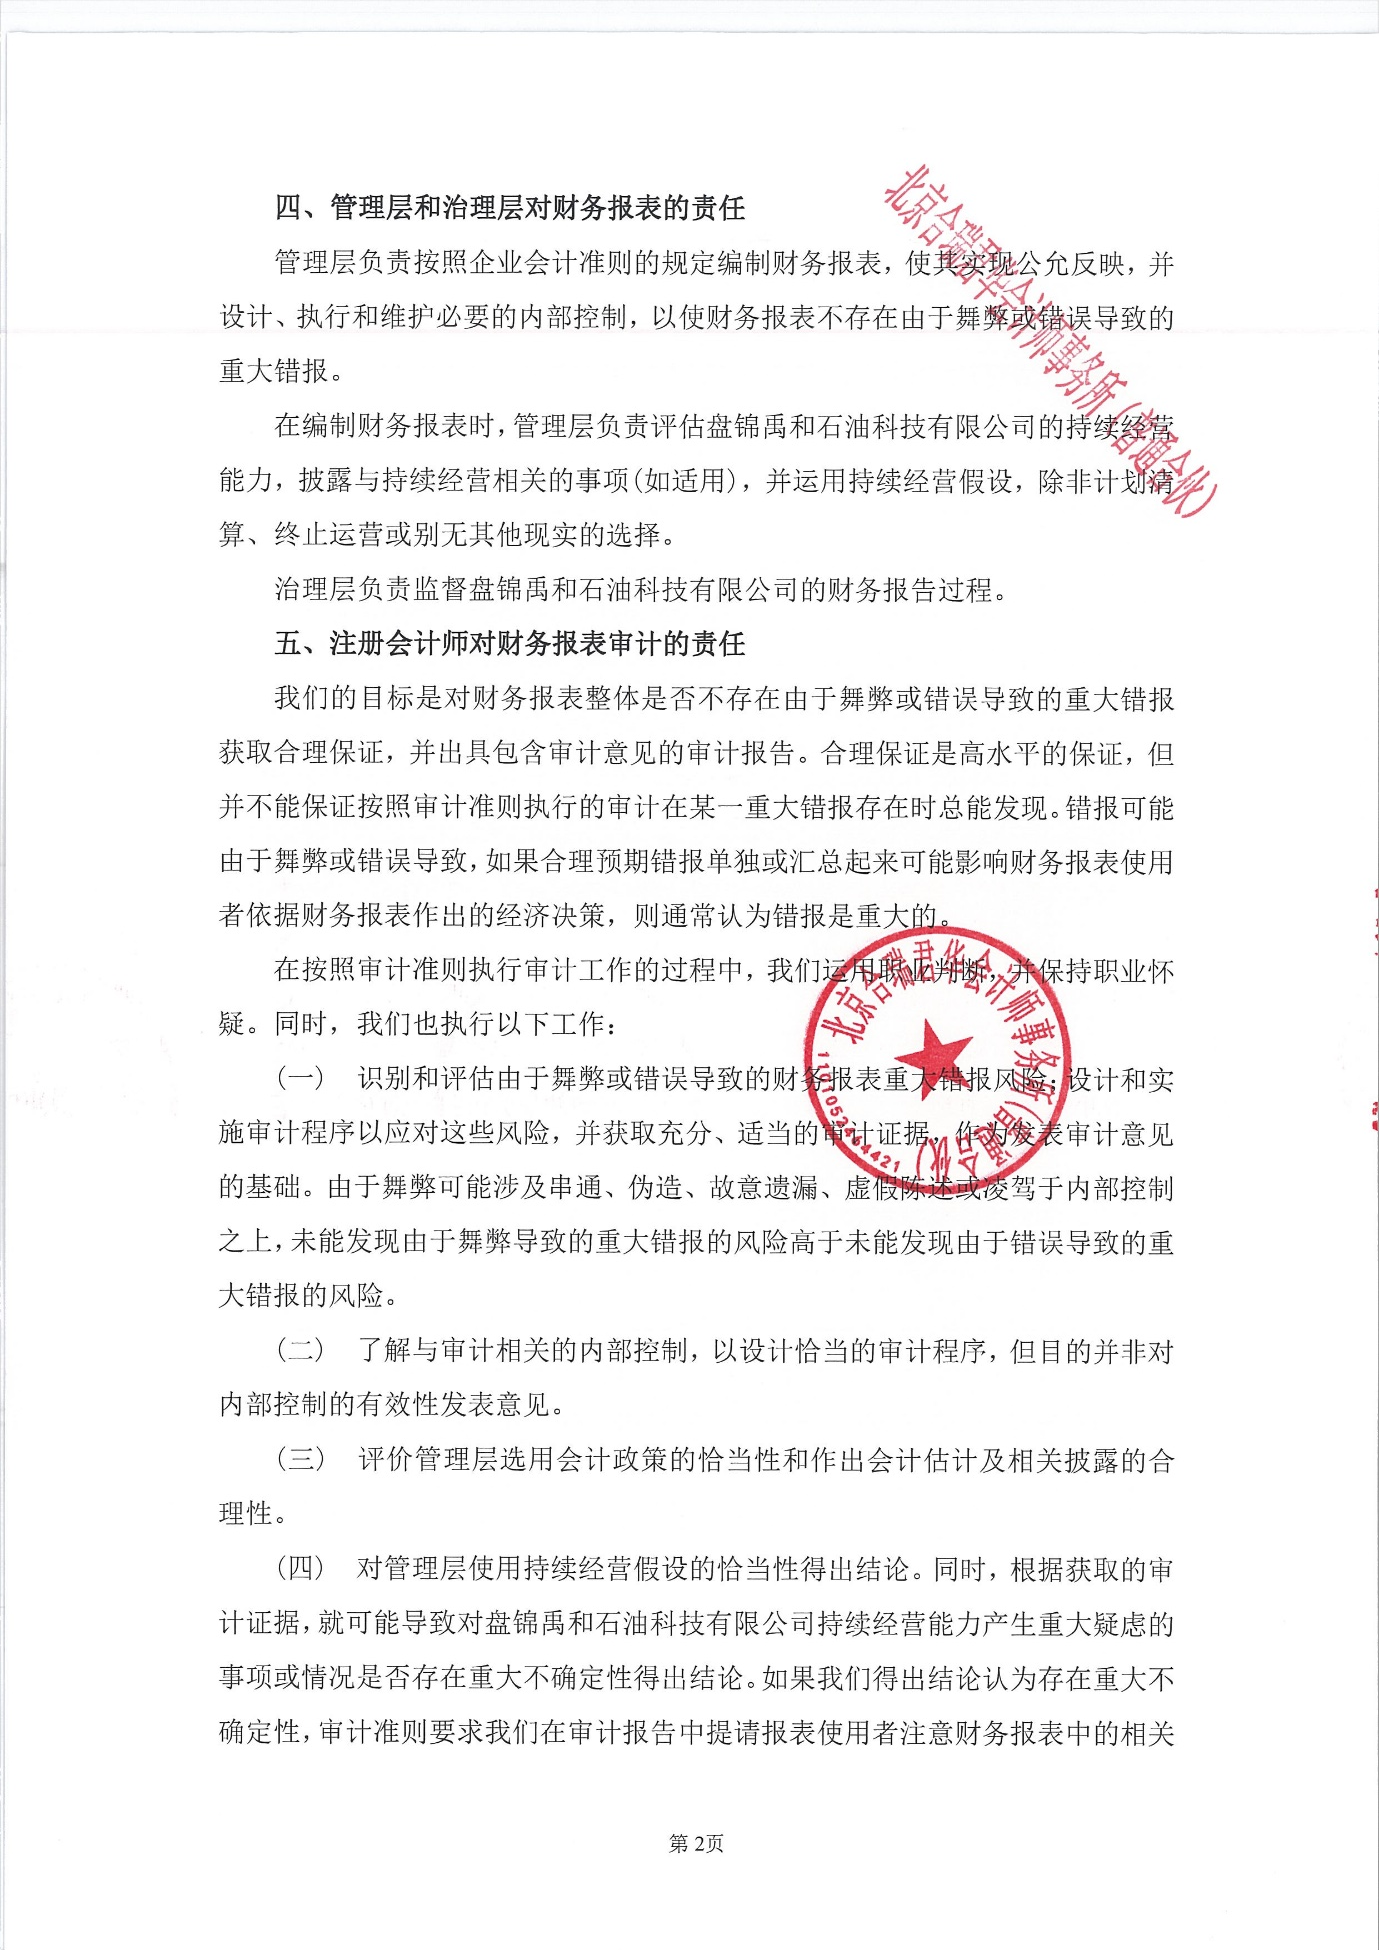 四、管理层和治理层对财务报表的责任
管理层负责按照企业会计准则的规定编制财务报表，使其实现公允反映，并
设计、执行和维护必要的内部控制，以使财务报表不存在由于舞弊或错误导致的
重大错报。
在编制财务报表时，管理层负责评估盘锦禹和石油科技有限公司的持续经营
能力，披露与持续经营相关的事项(如适用)，并运用持续经营假设，除非计划清
算、终止运营或别无其他现实的选择。
治理层负责监督盘锦禹和石油科技有限公司的财务报告过程。
五、注册会计师对财务报表审计的责任
我们的目标是对财务报表整体是否不存在由于舞弊或错误导致的重大错报
获取合理保证，并出具包含审计意见的审计报告。合理保证是高水平的保证，但
并不能保证按照审计准则执行的审计在某一重大错报存在时总能发现。错报可能
由于舞弊或错误导致，如果合理预期错报单独或汇总起来可能影响财务报表使用
者依据财务报表作出的经济决策，则通常认为错报是重大的。
在按照审计准则执行审计工作的过程中，我们运用职业判断，并保持职业怀
疑。同时，我们也执行以下工作：
(一) 识别和评估由于舞弊或错误导致的财务报表重大错报风险；设计和实
施审计程序以应对这些风险，并获取充分、适当的审计证据，作为发表审计意见
的基础。由于舞弊可能涉及串通、伪造、故意遗漏、虚假陈述或凌驾于内部控制
之上，未能发现由于舞弊导致的重大错报的风险高于未能发现由于错误导致的重
大错报的风险。
(二) 了解与审计相关的内部控制，以设计恰当的审计程序，但目的并非对
内部控制的有效性发表意见。
(三) 评价管理层选用会计政策的恰当性和作出会计估计及相关披露的合
理性。
(四) 对管理层使用持续经营假设的恰当性得出结论。同时，根据获取的审
计证据，就可能导致对盘锦禹和石油科技有限公司持续经营能力产生重大疑虑的
事项或情况是否存在重大不确定性得出结论。如果我们得出结论认为存在重大不
确定性，审计准则要求我们在审计报告中提请报表使用者注意财务报表中的相关
第 2页
北京合瑞君华会计师事务所（普通合伙）
北京合瑞君华会计师事务所（普通合伙）